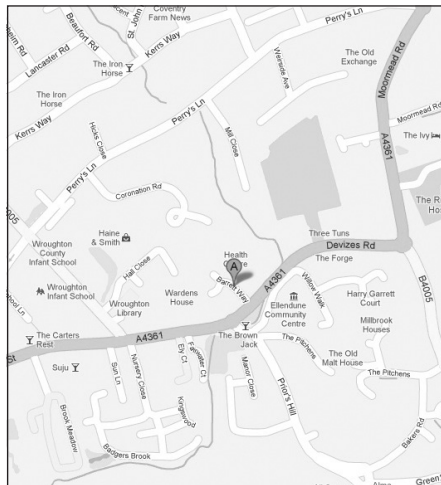 Coventry
Farm News
St. John
Beaufort Rd
Lancaster Rd
Kerrs Way
Perry's Ln
The Iron
Horse
The Iron
Horse
Kerrs Way
Perry's Ln
Werside Ave
The Old
Exchange
Moormead Rd
Moormead Rd
A4361
The Ivy
Mill Close
Hicks Close
Perry's Ln
Coronation Rd
Haine
& Smith
Wroughton
County
Infant School
Wroughton
Infant School
Hall Close
Wroughton
Library
Wardens
House
Health
A
Barrett Way
A4361
Three Tuns
Devizes Rd
The Forge
Willow Walk
Ellendune
Community
Centre
Harry Garrett
Court
Millbrook
Houses
B4005
The Brown
Jack
The Pitchens
The Old
Malt House
The Pitchens
Manor Close
Prior's Hill
Bakers Rd
Green
The Carters
Rest
St
A4361
Suju
Sun Ln
Nursery Close
Ely Ct
Kingswood
Brook Meadow
Badgers Brook